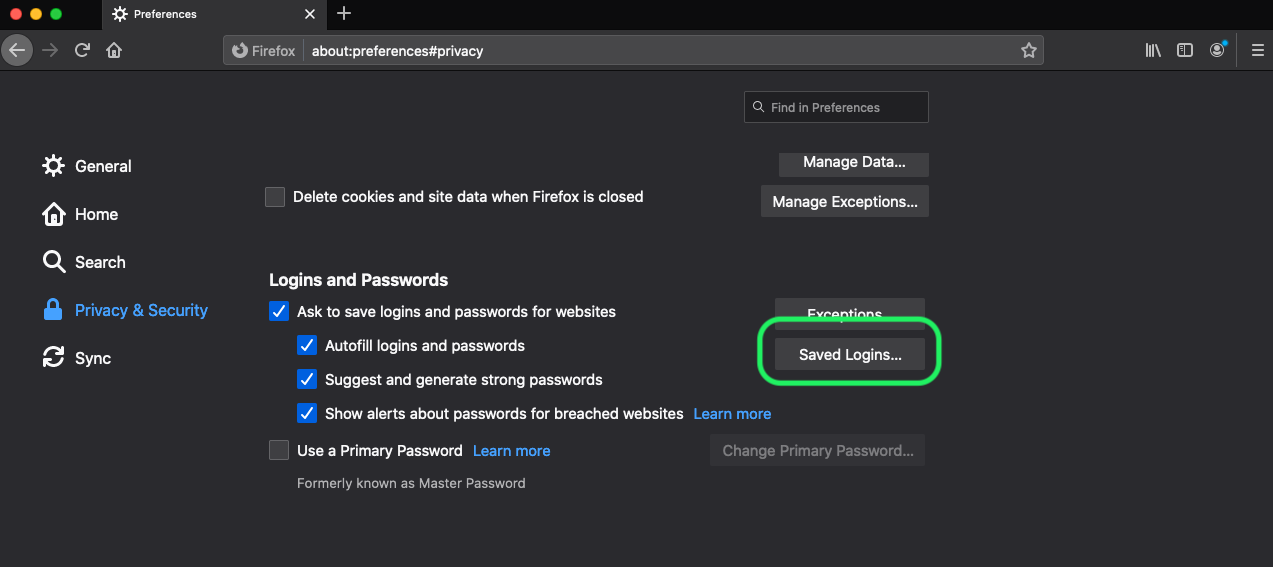 Preferences
Firefox
about:preferences#privacy
Find in Preferences
General
Home
Search
Privacy & Security
Sync
Manage Data...
Delete cookies and site data when Firefox is closed
Manage Exceptions...
Logins and Passwords
Ask to save logins and passwords for websites
Exceptions...
Autofill logins and passwords
Saved Logins...
Suggest and generate strong passwords
Show alerts about passwords for breached websites Learn more
Use a Primary Password Learn more
Change Primary Password...
Formerly known as Master Password